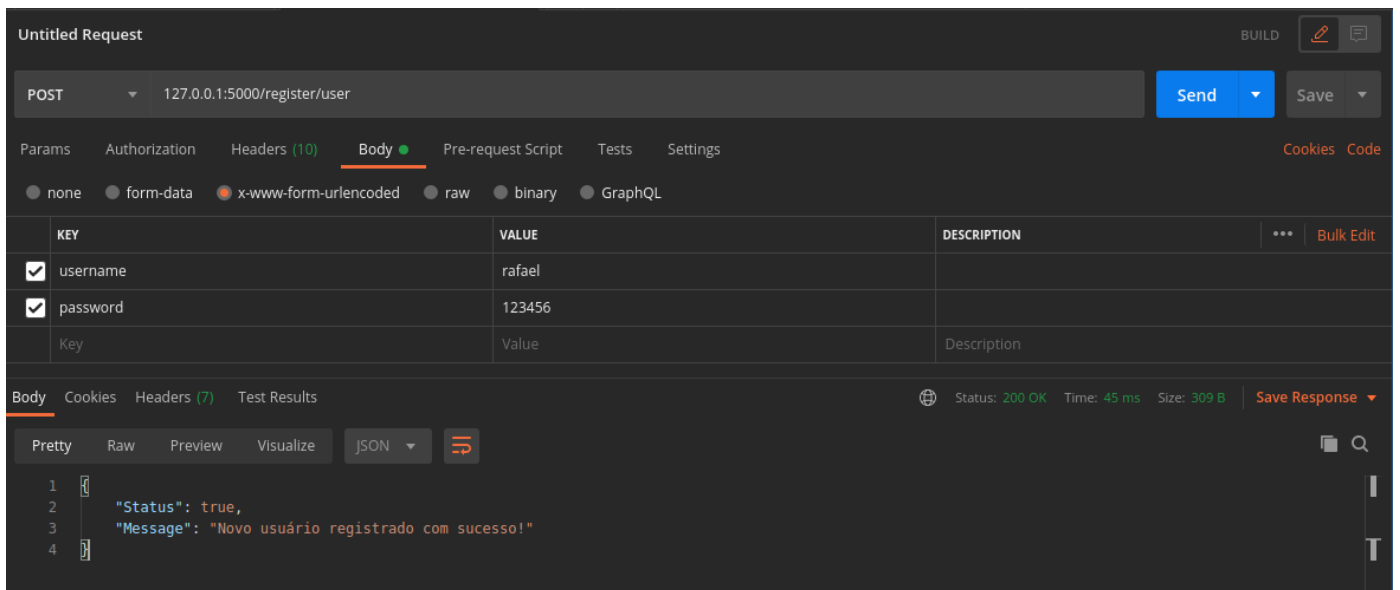 Untitled Request BUILD
POST 127.0.0.1:5000/register/user Send Save
Params Authorization Headers (10) Body Pre-request Script Tests Settings Cookies Code
none form-data x-www-form-urlencoded raw binary GraphQL
KEY VALUE DESCRIPTION ••• Bulk Edit
username rafael
password 123456
Key Value Description
Body Cookies Headers (7) Test Results Status: 200 OK Time: 45 ms Size: 309 B Save Response
Pretty Raw Preview Visualize JSON
1 {
2 "Status": true,
3 "Message": "Novo usuário registrado com sucesso!"
4 }